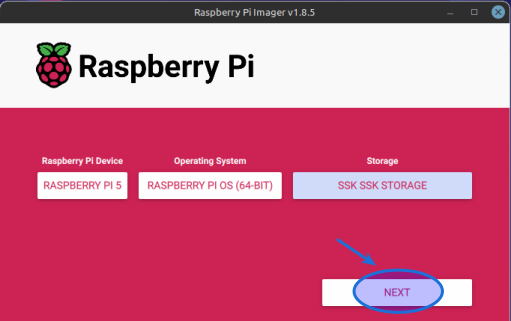 Raspberry Pi Imager v1.8.5
Raspberry Pi
Raspberry Pi Device
Operating System
Storage
RASPBERRY PI 5
RASPBERRY PI OS (64-BIT)
SSK SSK STORAGE
NEXT